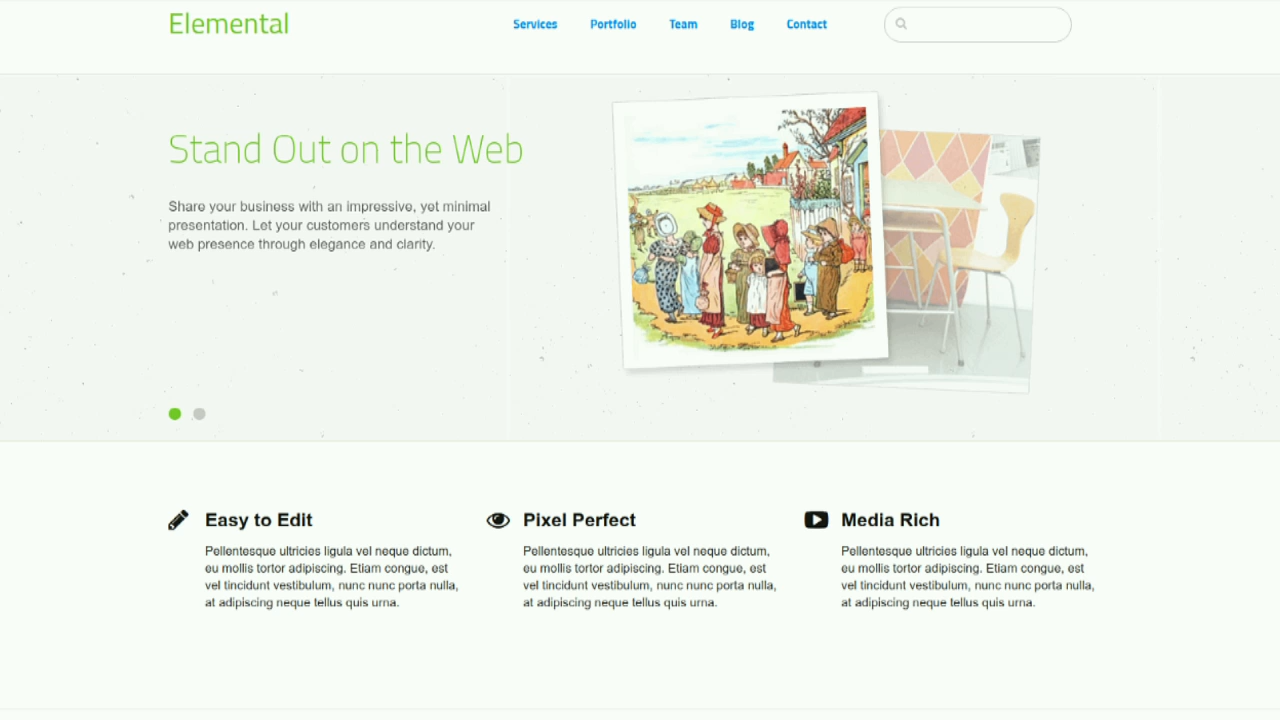 Elemental
Services Portfolio Team Blog Contact
Stand Out on the Web
Share your business with an impressive, yet minimal
presentation. Let your customers understand your
web presence through elegance and clarity.
Easy to Edit
Pellentesque ultricies ligula vel neque dictum,
eu mollis tortor adipiscing. Etiam congue, est
vel tincidunt vestibulum, nunc nunc porta nulla,
at adipiscing neque tellus quis urna.
Pixel Perfect
Pellentesque ultricies ligula vel neque dictum,
eu mollis tortor adipiscing. Etiam congue, est
vel tincidunt vestibulum, nunc nunc porta nulla,
at adipiscing neque tellus quis urna.
Media Rich
Pellentesque ultricies ligula vel neque dictum,
eu mollis tortor adipiscing. Etiam congue, est
vel tincidunt vestibulum, nunc nunc porta nulla,
at adipiscing neque tellus quis urna.